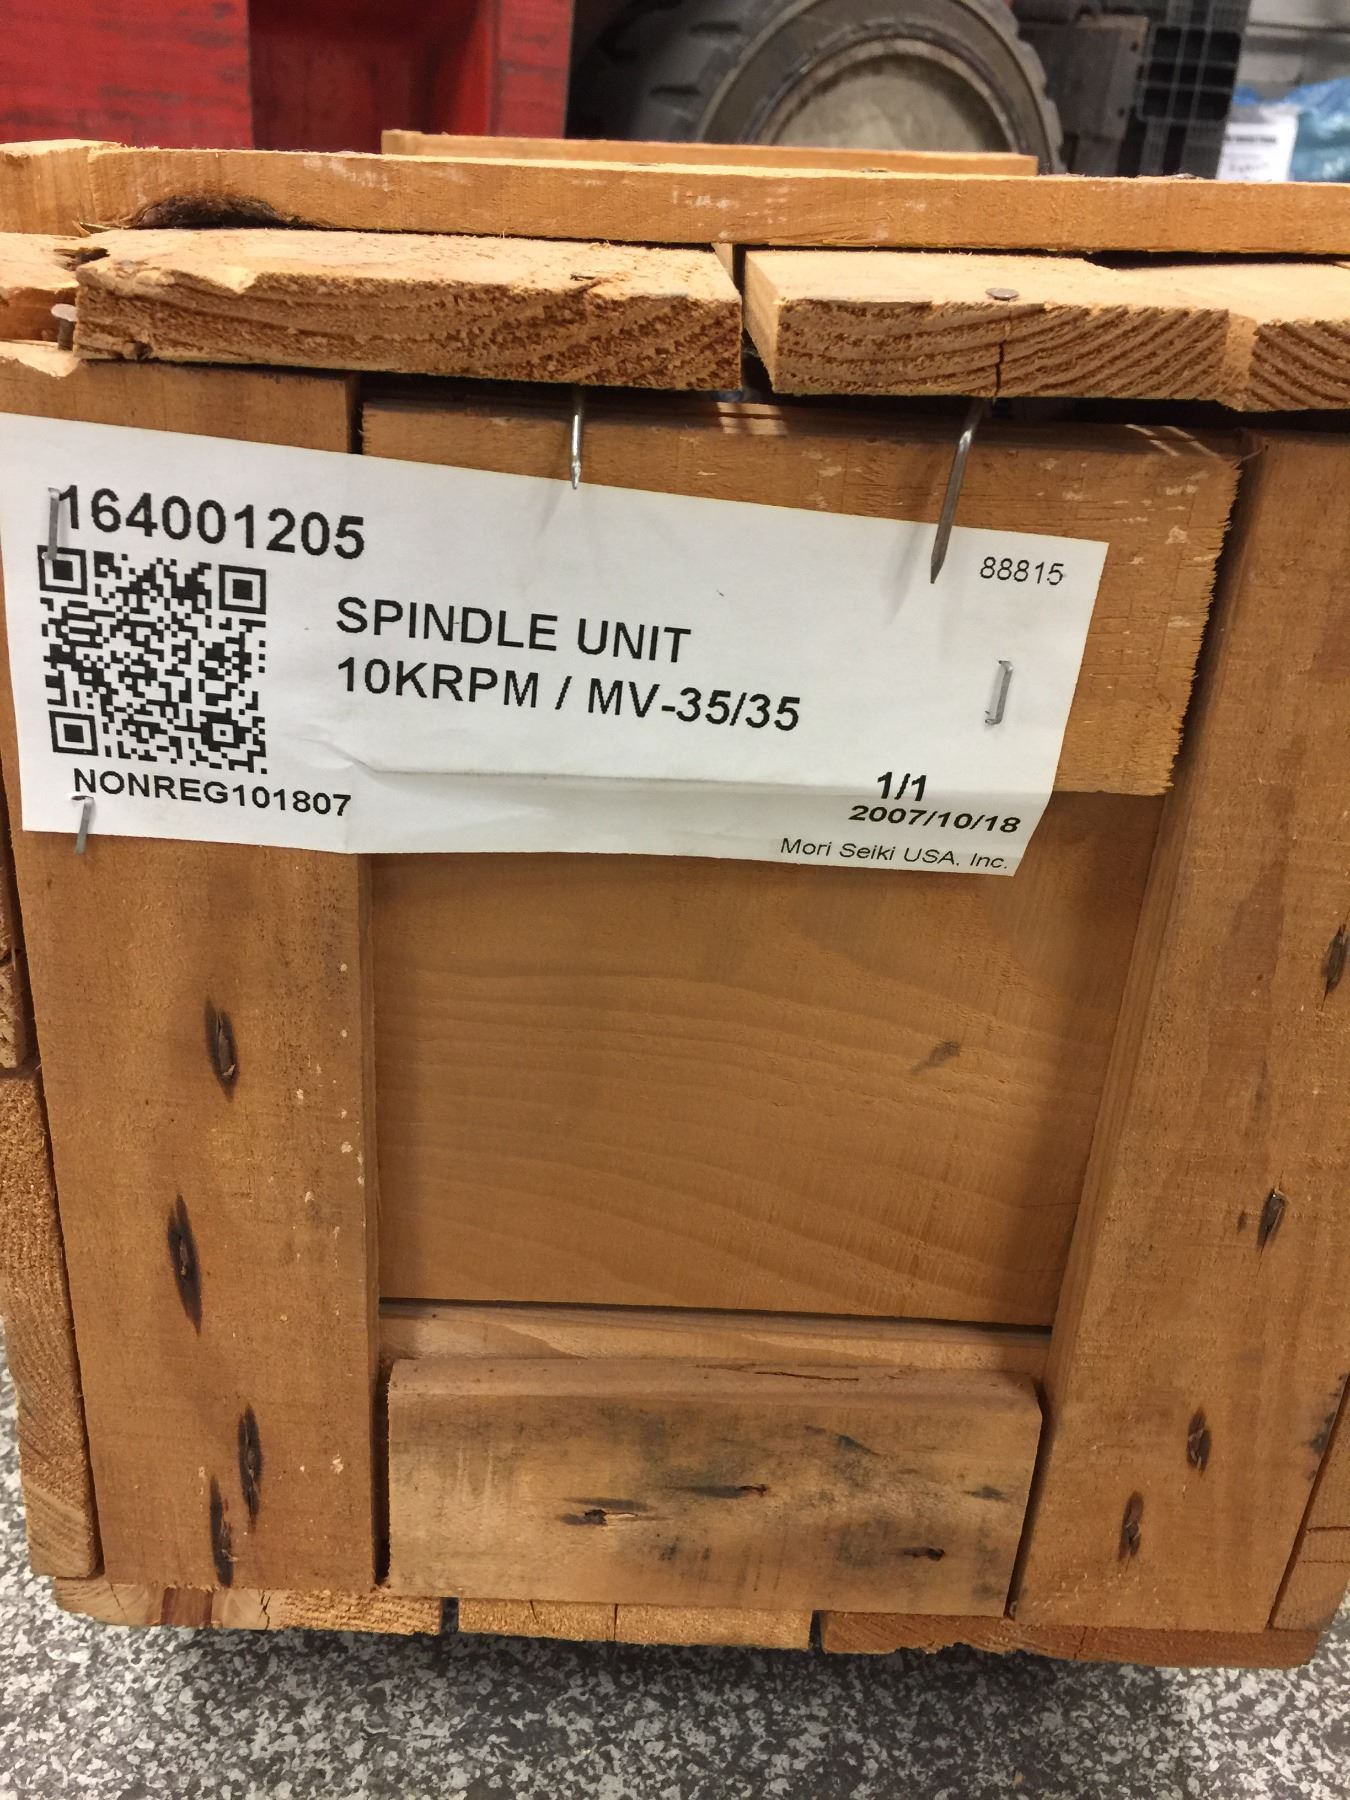 164001205
88815
SPINDLE UNIT
10KRPM / MV-35/35
NONREG101807
1/1
2007/10/18
Mori Seiki USA, Inc.